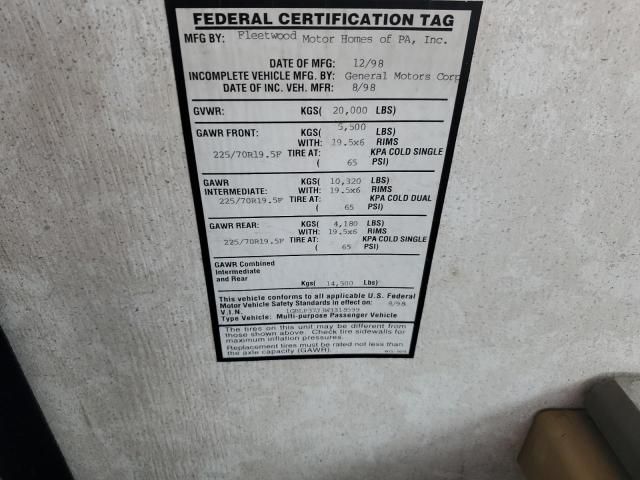 FEDERAL CERTIFICATION TAG
MFG BY: Fleetwood Motor Homes of PA, Inc.
DATE OF MFG: 12/98
INCOMPLETE VEHICLE MFG. BY: General Motors Corp
DATE OF INC. VEH. MFR: 8/98
GVWR: KGS( 20,000 LBS)
GAWR FRONT: KGS( 5,500 LBS)
WITH: 19.5x6 RIMS
225/70R19.5F TIRE AT: KPA COLD SINGLE
( 65 PSI)
GAWR KGS( 10,320 LBS)
INTERMEDIATE: WITH: 19.5x6 RIMS
225/70R19.5F TIRE AT: KPA COLD DUAL
( 65 PSI)
GAWR REAR: KGS( 4,180 LBS)
WITH: 19.5x6 RIMS
225/70R19.5F TIRE AT: KPA COLD SINGLE
( 65 PSI)
GAWR Combined
Intermediate
and Rear Kgs( 14,500 Lbs)
This vehicle conforms to all applicable U.S. Federal
Motor Vehicle Safety Standards in effect on: 8/98
V.I.N.
Type Vehicle: Multi-purpose Passenger Vehicle
The tires on this unit may be different from
those shown above. Check tire sidewalls for
maximum inflation pressures.
Replacement tires must be rated not less than
the axle capacity (GAWR).